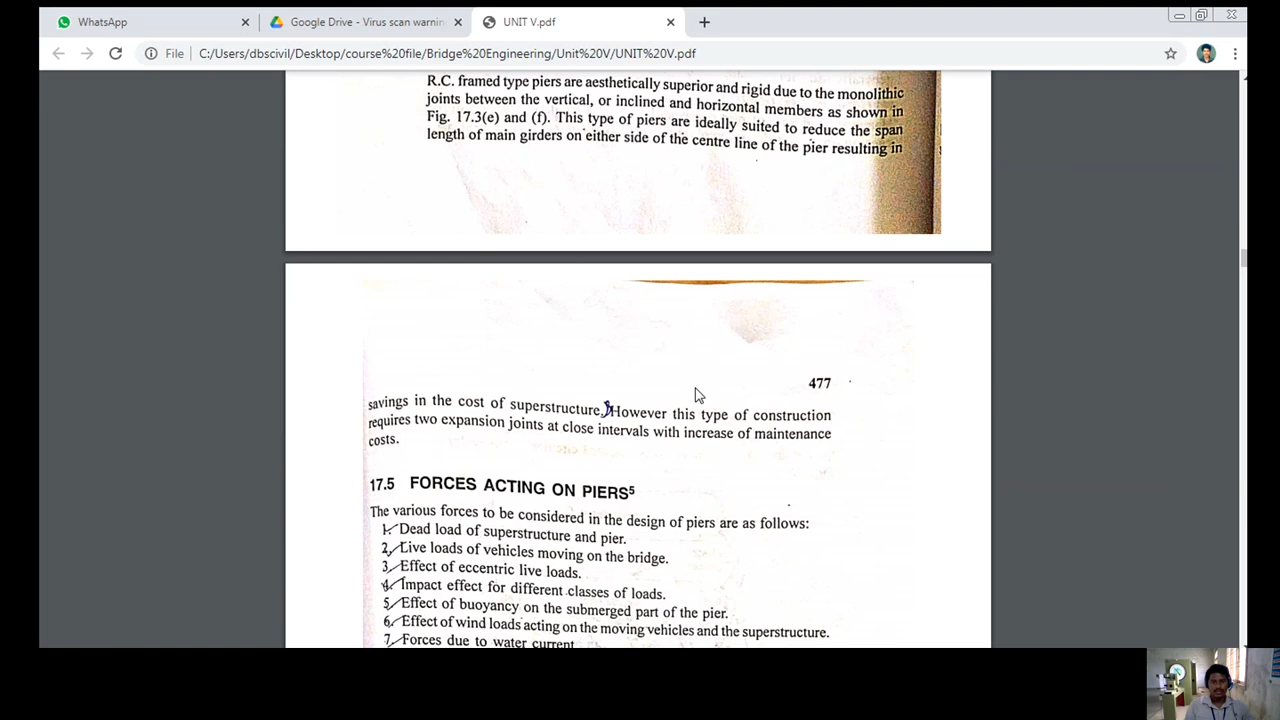 WhatsApp
Google Drive - Virus scan warnin
UNIT V.pdf
File
C:/Users/dbscivil/Desktop/course%20file/Bridge%20Engineering/Unit%20V/UNIT%20V.pdf
R.C. framed type piers are aesthetically superior and rigid due to the monolithic
joints between the vertical, or inclined and horizontal members as shown in
Fig. 17.3(e) and (f). This type of piers are ideally suited to reduce the span
length of main girders on either side of the centre line of the pier resulting in
477
savings in the cost of superstructure. However this type of construction
requires two expansion joints at close intervals with increase of maintenance
costs.
17.5 FORCES ACTING ON PIERS5
The various forces to be considered in the design of piers are as follows:
1. Dead load of superstructure and pier.
2. Live loads of vehicles moving on the bridge.
3. Effect of eccentric live loads.
4. Impact effect for different classes of loads.
5. Effect of buoyancy on the submerged part of the pier.
6. Effect of wind loads acting on the moving vehicles and the superstructure.
7. Forces due to water current